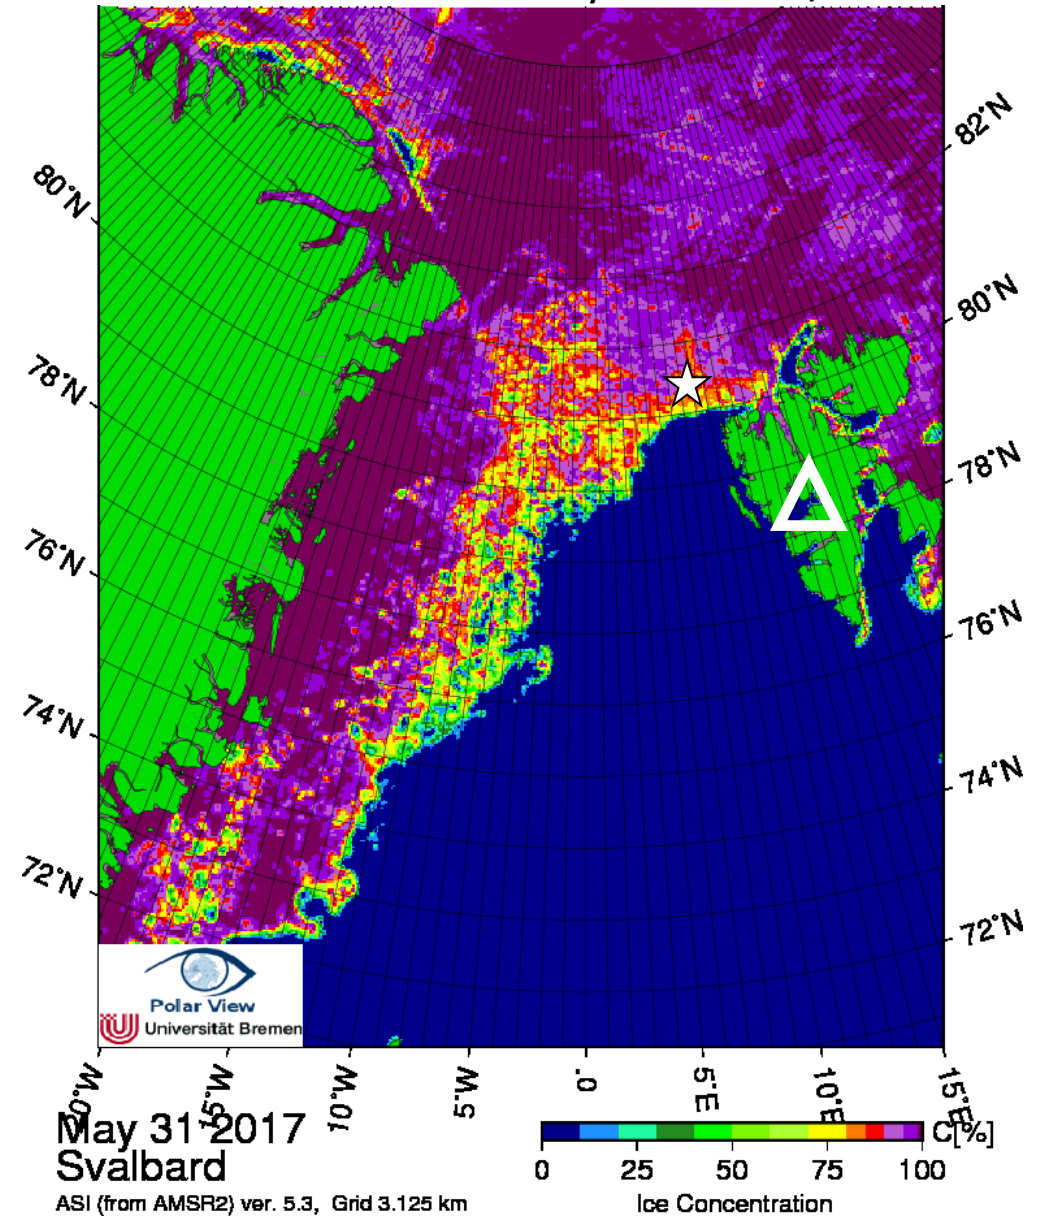 82°N
80°N
80°N
78°N
78°N
76°N
76°N
74°N
74°N
72°N
72°N
Polar View
Universität Bremen
20°W
15°W
10°W
5°W
0°
5°E
10°E
15°E
May 31 2017
Svalbard
ASI (from AMSR2) ver. 5.3, Grid 3.125 km
C[%]
0 25 50 75 100
Ice Concentration